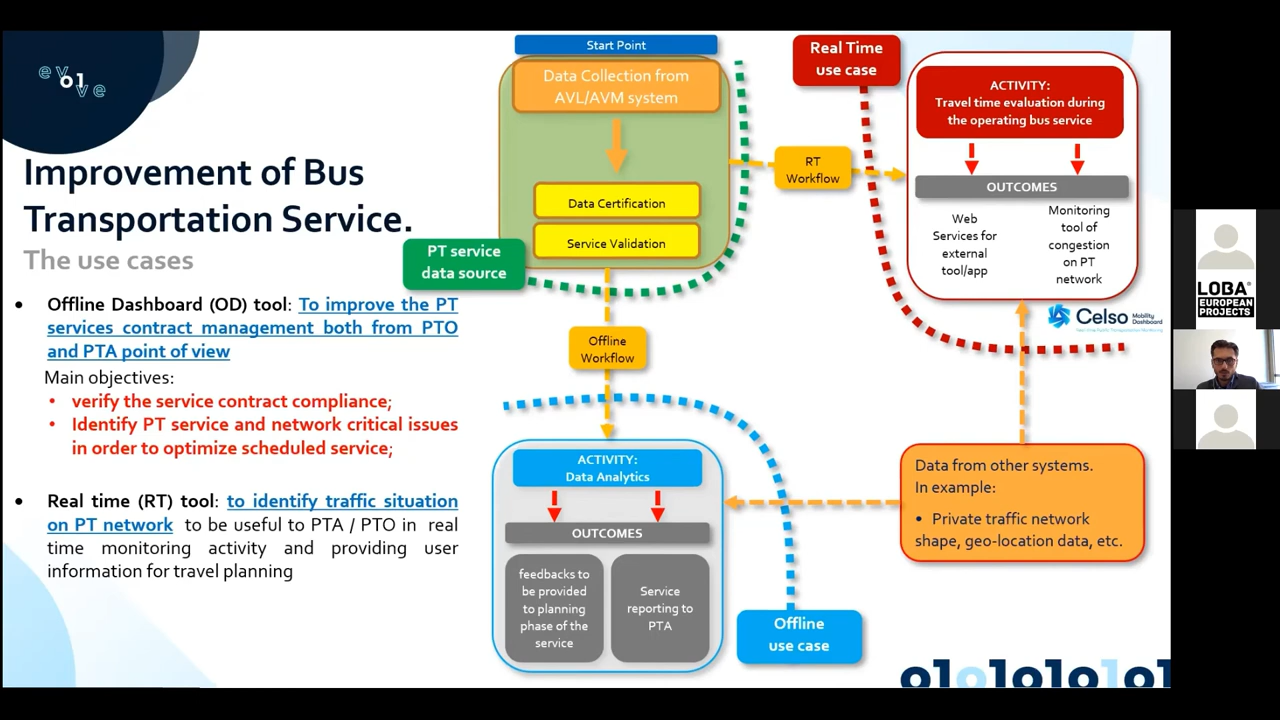 ev
o1
ve
Improvement of Bus
Transportation Service.
The use cases
• Offline Dashboard (OD) tool: To improve the PT
services contract management both from PTO
and PTA point of view
Main objectives:
• verify the service contract compliance;
• Identify PT service and network critical issues
in order to optimize scheduled service;
• Real time (RT) tool: to identify traffic situation
on PT network to be useful to PTA / PTO in real
time monitoring activity and providing user
information for travel planning
Start Point
Data Collection from
AVL/AVM system
Data Certification
Service Validation
PT service
data source
RT
Workflow
Offline
Workflow
Real Time
use case
ACTIVITY:
Travel time evaluation during
the operating bus service
OUTCOMES
Web
Services for
external
tool/app
Monitoring
tool of
congestion
on PT
network
Celso
Mobility
Dashboard
ACTIVITY:
Data Analytics
OUTCOMES
feedbacks to
be provided
to planning
phase of the
service
Service
reporting to
PTA
Offline
use case
Data from other systems.
In example:
• Private traffic network
shape, geo-location data, etc.
o1o1o1o1o1
LOBA®
EUROPEAN
PROJECTS